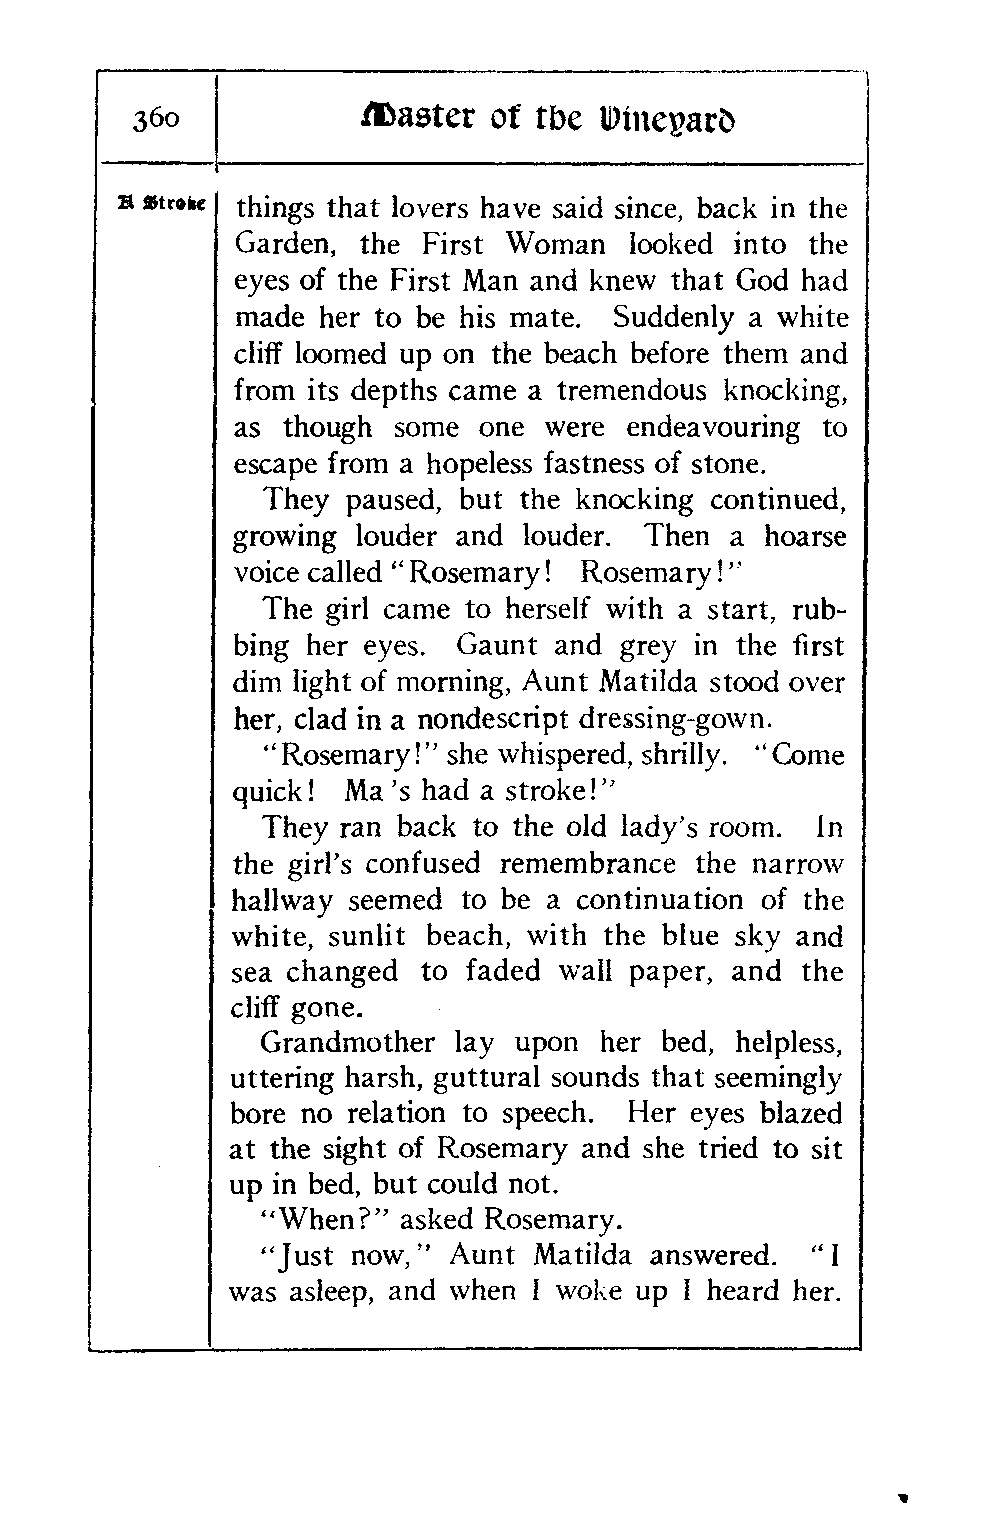 360
Master of the Vineyard
A Stroke
things that lovers have said since, back in the
Garden, the First Woman looked into the
eyes of the First Man and knew that God had
made her to be his mate. Suddenly a white
cliff loomed up on the beach before them and
from its depths came a tremendous knocking,
as though some one were endeavouring to
escape from a hopeless fastness of stone.
They paused, but the knocking continued,
growing louder and louder. Then a hoarse
voice called “Rosemary! Rosemary!”
The girl came to herself with a start, rub-
bing her eyes. Gaunt and grey in the first
dim light of morning, Aunt Matilda stood over
her, clad in a nondescript dressing-gown.
“Rosemary!” she whispered, shrilly. “Come
quick! Ma 's had a stroke!”
They ran back to the old lady's room. In
the girl's confused remembrance the narrow
hallway seemed to be a continuation of the
white, sunlit beach, with the blue sky and
sea changed to faded wall paper, and the
cliff gone.
Grandmother lay upon her bed, helpless,
uttering harsh, guttural sounds that seemingly
bore no relation to speech. Her eyes blazed
at the sight of Rosemary and she tried to sit
up in bed, but could not.
“When?” asked Rosemary.
“Just now,” Aunt Matilda answered. “I
was asleep, and when I woke up I heard her.